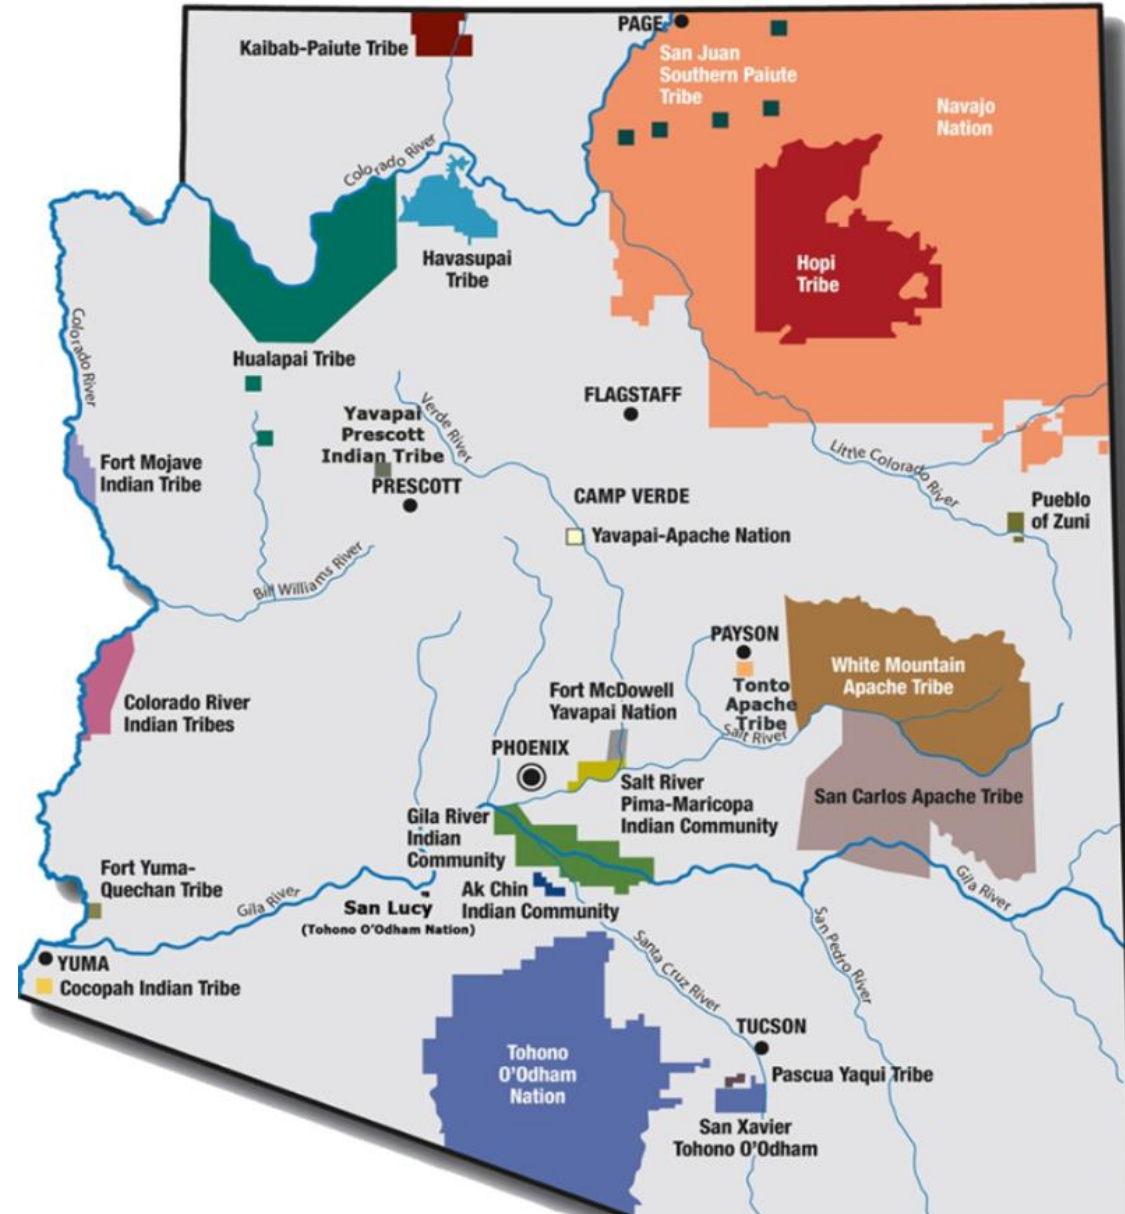 PAGE
Kaibab-Paiute Tribe
San Juan
Southern Paiute
Tribe
Navajo
Nation
Colorado River
Havasupai
Tribe
Hopi
Tribe
Colorado River
Hualapai Tribe
FLAGSTAFF
Yavapai
Prescott
Indian Tribe
Verde River
PRESCOTT
Fort Mojave
Indian Tribe
Little Colorado River
CAMP VERDE
Pueblo
of Zuni
Yavapai-Apache Nation
Bill Williams River
PAYSON
White Mountain
Apache Tribe
Tonto
Apache
Tribe
Salt River
Fort McDowell
Yavapai Nation
Colorado River
Indian Tribes
PHOENIX
Salt River
Pima-Maricopa
Indian Community
San Carlos Apache Tribe
Gila River
Indian
Community
Fort Yuma-
Quechan Tribe
Gila River
Ak Chin
Indian Community
San Lucy
(Tohono O'Odham Nation)
Gila River
San Pedro River
Santa Cruz River
YUMA
Cocopah Indian Tribe
TUCSON
Tohono
O'Odham
Nation
Pascua Yaqui Tribe
San Xavier
Tohono O'Odham